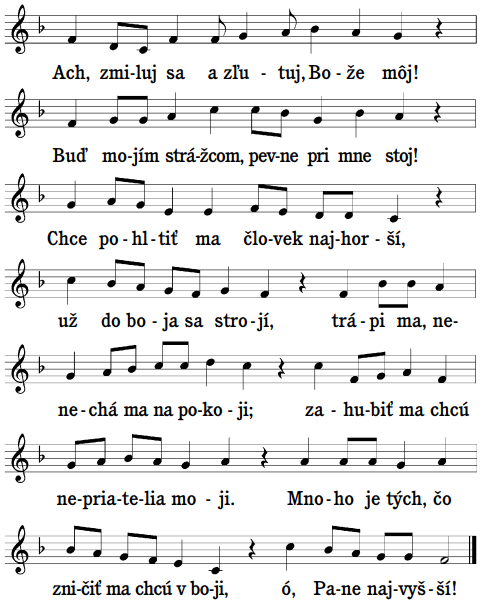 Ach, zmi-luj sa a zľu - tuj, Bo - že môj!
Buď mo-jím stráž-com, pev-ne pri mne stoj!
Chce po-hl-tiť ma člo-vek naj-hor - ší,
už do bo - ja sa stro-jí, trá-pi ma, ne-
ne-chá ma na po-ko - ji; za-hu-biť ma chcú
ne-pria-te-lia mo - ji. Mno-ho je tých, čo
zni-čiť ma chcú v bo-ji, ó, Pa-ne naj-vyš-ší!